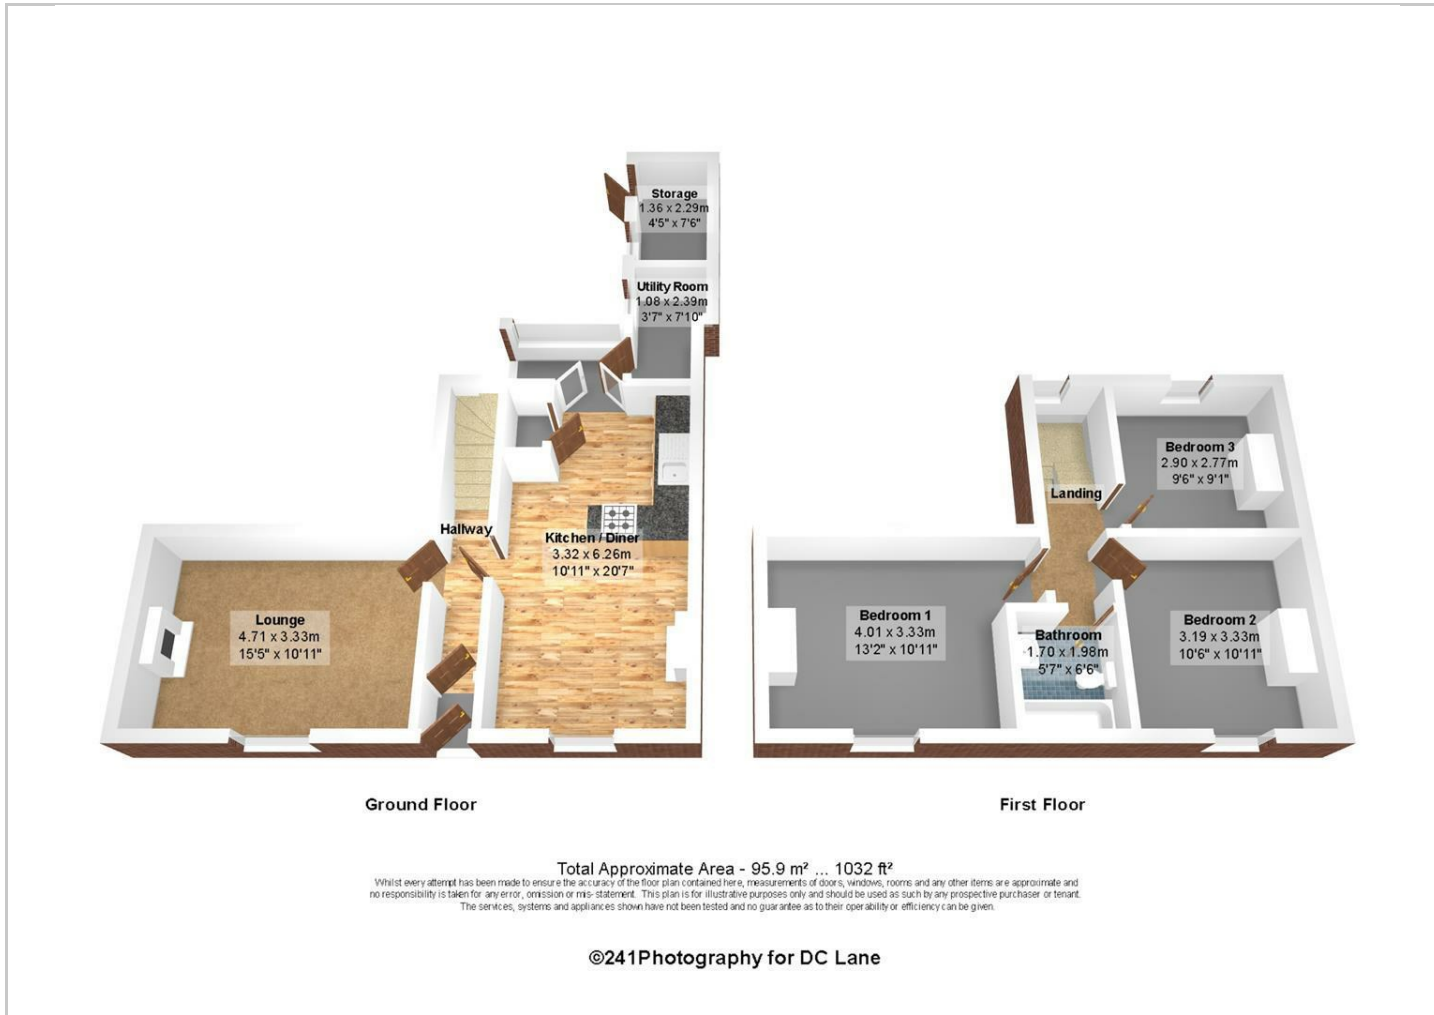 Storage
1.36 x 2.29m
4'5" x 7'6"
Utility Room
1.08 x 2.39m
3'7" x 7'10"
Hallway
Kitchen / Diner
3.32 x 6.26m
10'11" x 20'7"
Lounge
4.71 x 3.33m
15'5" x 10'11"
Ground Floor
Bedroom 3
2.90 x 2.77m
9'6" x 9'1"
Landing
Bedroom 1
4.01 x 3.33m
13'2" x 10'11"
Bathroom
1.70 x 1.98m
5'7" x 6'6"
Bedroom 2
3.19 x 3.33m
10'6" x 10'11"
First Floor
Total Approximate Area - 95.9 m² ... 1032 ft²
Whilst every attempt has been made to ensure the accuracy of the floor plan contained here, measurements of doors, windows, rooms and any other items are approximate and
no responsibility is taken for any error, omission or mis-statement. This plan is for illustrative purposes only and should be used as such by any prospective purchaser or tenant.
The services, systems and appliances shown have not been tested and no guarantee as to their operability or efficiency can be given.
©241Photography for DC Lane